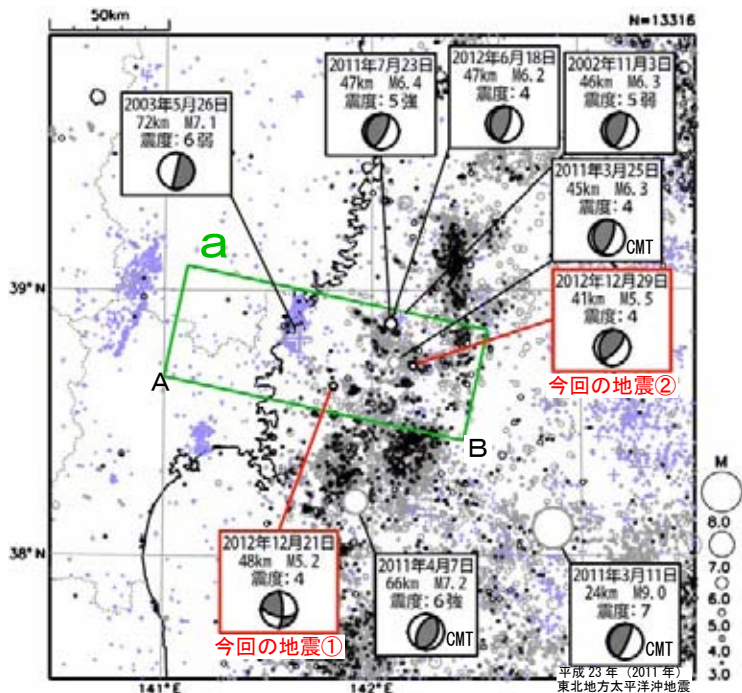 50km
N=13316
2003年5月26日
72km M7.1
震度：6弱
2011年7月23日
47km M6.4
震度：5強
2012年6月18日
47km M6.2
震度：4
2002年11月3日
46km M6.3
震度：5弱
2011年3月25日
45km M6.3
震度：4
CMT
2012年12月29日
41km M5.5
震度：4
今回の地震②
a
39°N
A
B
38°N
2012年12月21日
48km M5.2
震度：4
今回の地震①
2011年4月7日
66km M7.2
震度：6強
CMT
2011年3月11日
24km M9.0
震度：7
CMT
平成23年（2011年）
東北地方太平洋沖地震
M
8.0
7.0
6.0
5.0
4.0
3.0
141°E
142°E